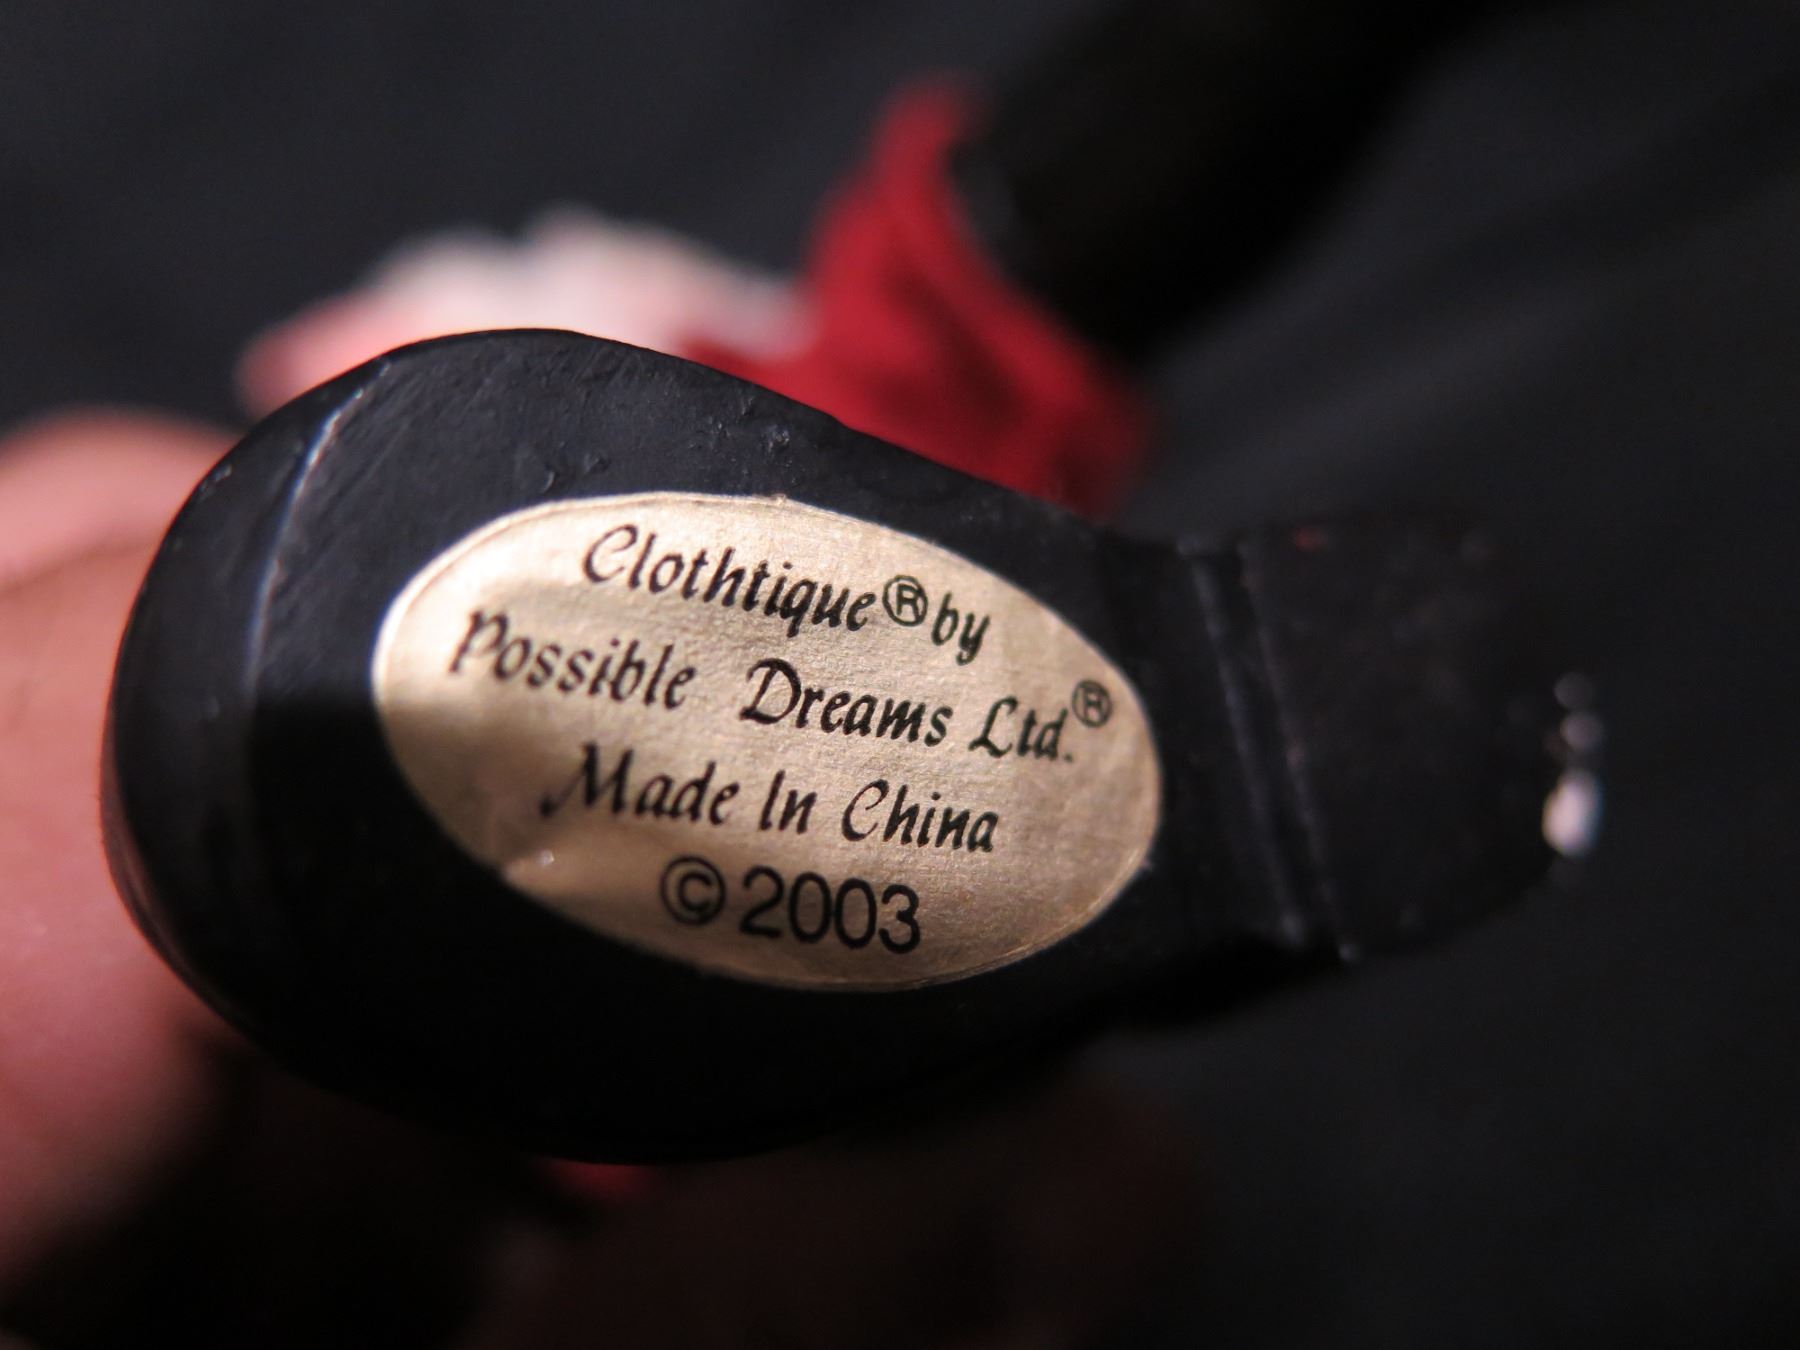 Clothtique® by
Possible Dreams Ltd.®
Made In China
©2003